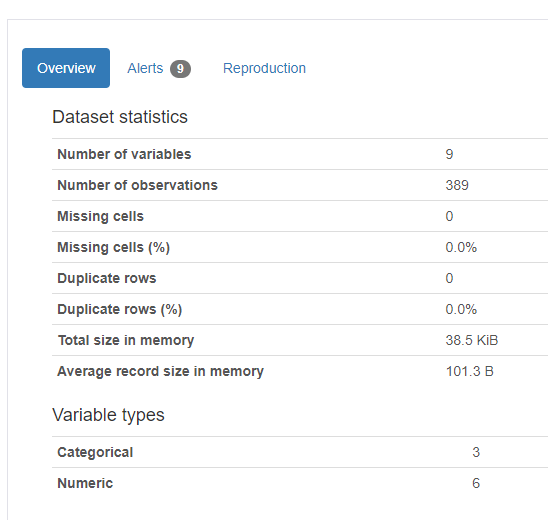 Overview Alerts 9 Reproduction
Dataset statistics
Number of variables 9
Number of observations 389
Missing cells 0
Missing cells (%) 0.0%
Duplicate rows 0
Duplicate rows (%) 0.0%
Total size in memory 38.5 KiB
Average record size in memory 101.3 B
Variable types
Categorical 3
Numeric 6